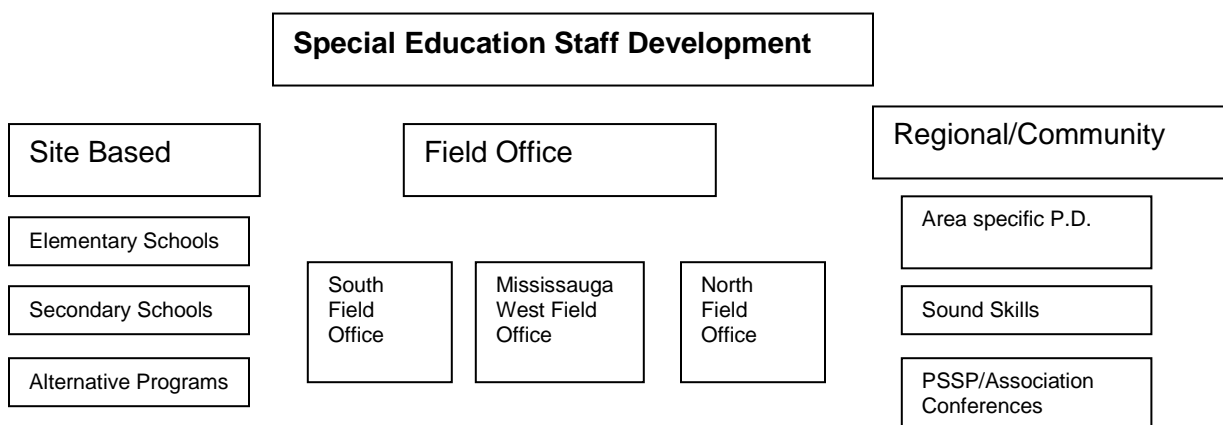 Special Education Staff Development
Site Based
Field Office
Regional/Community
Elementary Schools
Secondary Schools
Alternative Programs
South
Field
Office
Mississauga
West Field
Office
North
Field
Office
Area specific P.D.
Sound Skills
PSSP/Association
Conferences